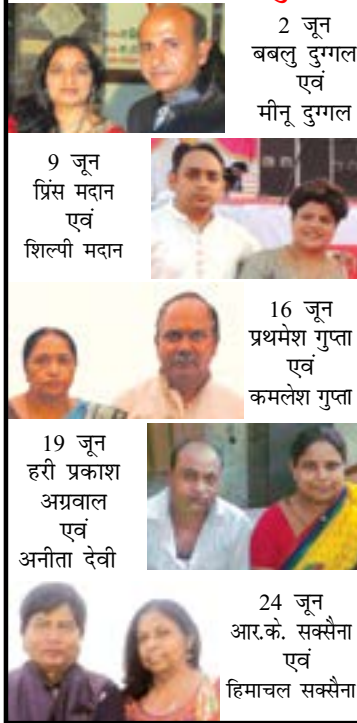 2 जून
बबलु दुग्गल
एवं
मीनू दुग्गल
9 जून
प्रिंस मदान
एवं
शिल्पी मदान
16 जून
प्रथमेश गुप्ता
एवं
कमलेश गुप्ता
19 जून
हरी प्रकाश
अग्रवाल
एवं
अनीता देवी
24 जून
आर.के. सक्सैना
एवं
हिमाचल सक्सैना